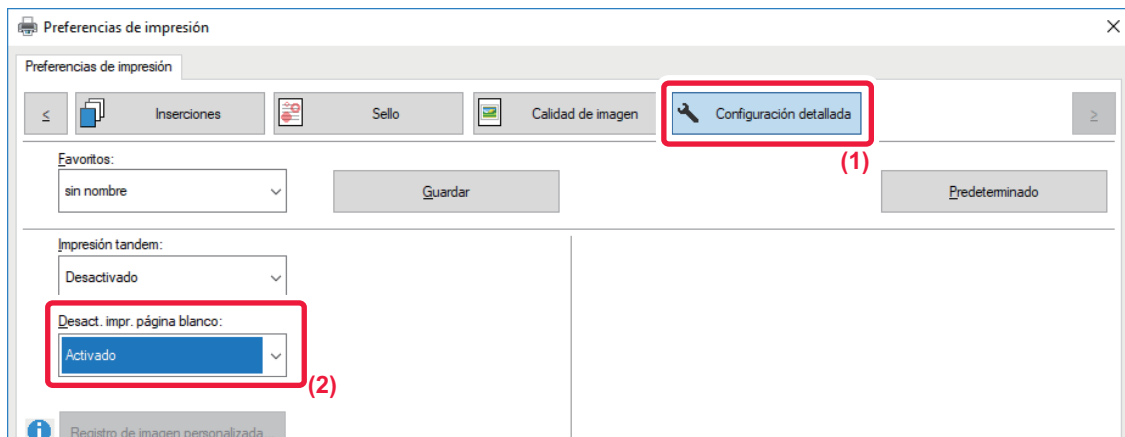 Preferencias de impresión
Preferencias de impresión
< Inserciones Sello Calidad de imagen Configuración detallada >
(1)
Favoritos:
sin nombre Guardar Predeterminado
Impresión tandem:
Desactivado
Desact. impr. página blanco:
Activado
(2)
Registro de imagen personalizada